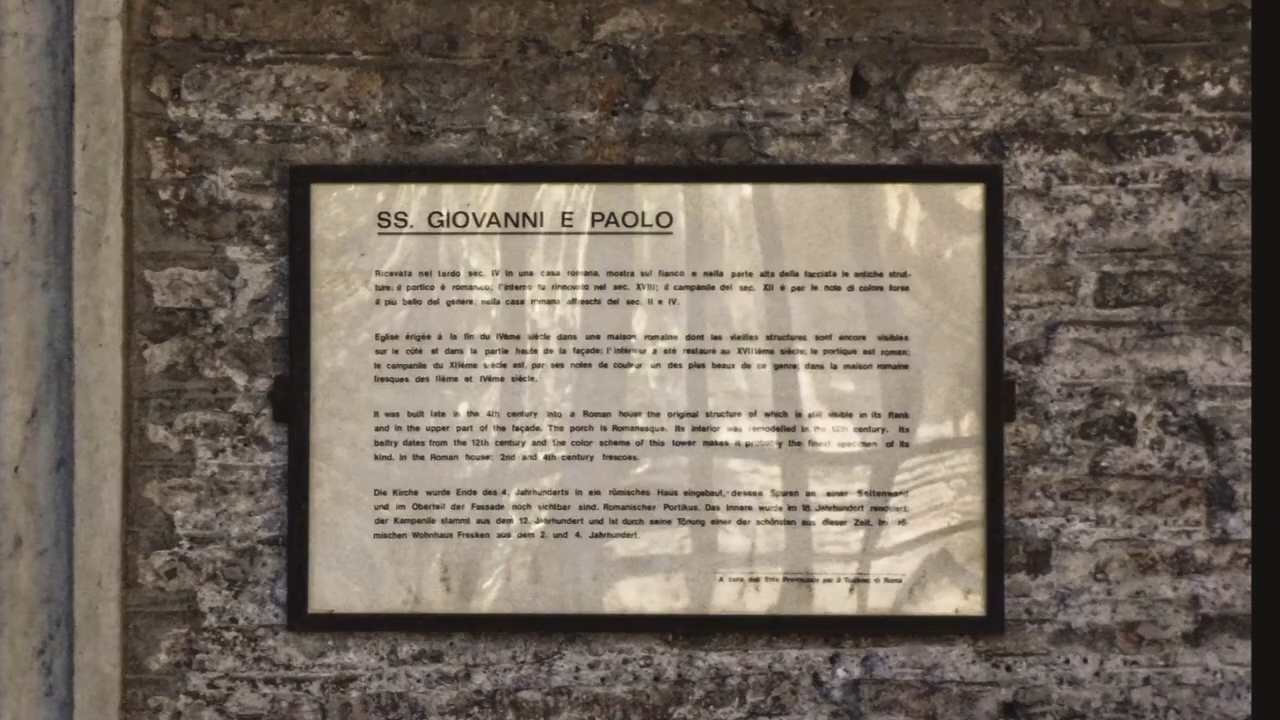 SS. GIOVANNI E PAOLO
Ricavata nel tardo sec. IV in una casa romana, mostra sul fianco e nella parte alta della facciata le antiche strut-
ture; il portico è romanico; l'interno fu rinnovato nel sec. XVIII; il campanile del sec. XII è par le note di colore forse
il più bello del genere; nella casa romana affreschi del sec. II e IV.
Eglise érigée à la fin du IVème siècle dans une maison romaine dont les vieilles structures sont encore visibles
sur le côté et dans la partie haute de la façade; l'intérieur a été restauré au XVIIIème siècle; le portique est roman;
le campanile du XIIème siècle est, par ses notes de couleur un des plus beaux de ce genre; dans la maison romaine
fresques des IIéme et IVéme siècle.
It was built late in the 4th century into a Roman house the original structure of which is still visible in its flank
and in the upper part of the façade. The porch is Romanesque. Its interior was remodelled in the 18th century. Its
belfry dates from the 12th century and the color scheme of this tower makes it probably the finest specimen of its
kind. In the Roman house: 2nd and 4th century frescoes.
Die Kirche wurde Ende des 4. Jahrhunderts in ein römisches Haus eingebaut, dessen Spuren an einer Seitenwand
und im Oberteil der Fassade noch sichtbar sind. Romanischer Portikus. Das Innere wurde im 18. Jahrhundert renoviert;
der Kampanile stammt aus dem 12. Jahrhundert und ist durch seine Tönung einer der schönsten aus dieser Zeit. Im rö-
mischen Wohnhaus Fresken aus dem 2. und 4. Jahrhundert.
A cura dell' Ente Provinciale per il Turismo di Roma